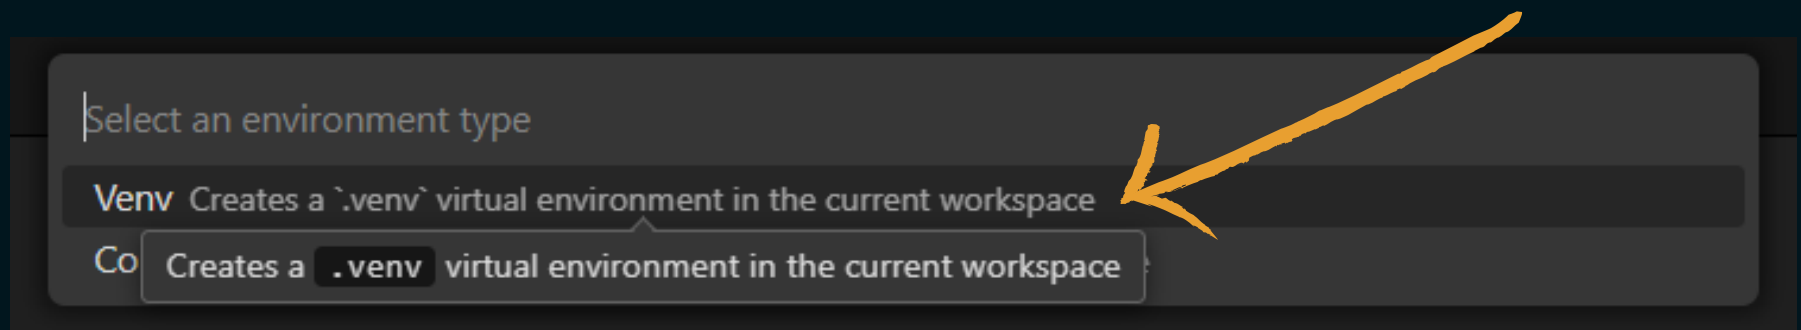 Select an environment type
Venv Creates a `.venv` virtual environment in the current workspace
Creates a .venv virtual environment in the current workspace